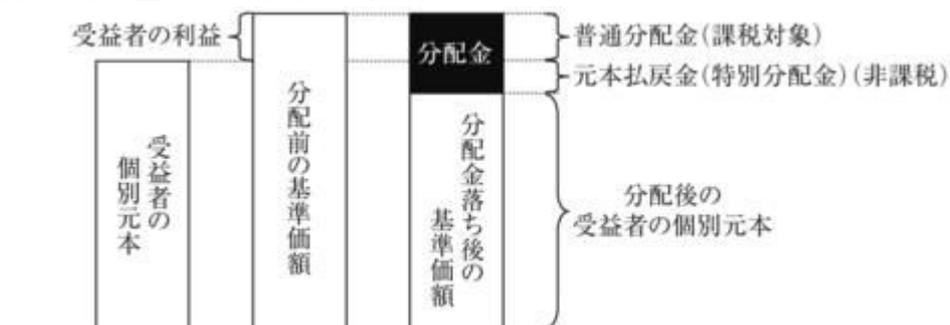 受益者の利益
分配金
普通分配金(課税対象)
元本払戻金(特別分配金)(非課税)
受益者の
個別元本
分配前の基準価額
分配金落ち後の
基準価額
分配後の
受益者の個別元本